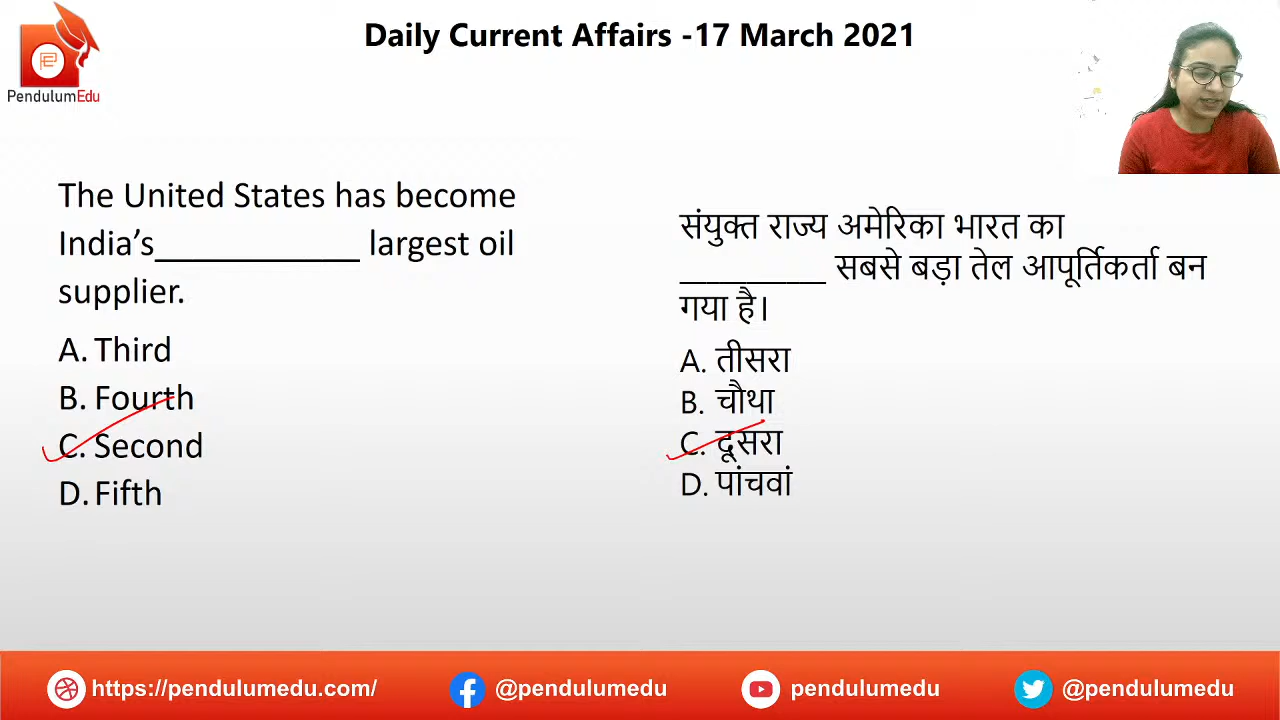 Daily Current Affairs -17 March 2021
PendulumEdu
The United States has become
India’s___________ largest oil
supplier.
A. Third
B. Fourth
C. Second
D. Fifth
संयुक्त राज्य अमेरिका भारत का
_________ सबसे बड़ा तेल आपूर्तिकर्ता बन
गया है।
A. तीसरा
B. चौथा
C. दूसरा
D. पांचवां
https://pendulumedu.com/
@pendulumedu
pendulumedu
@pendulumedu